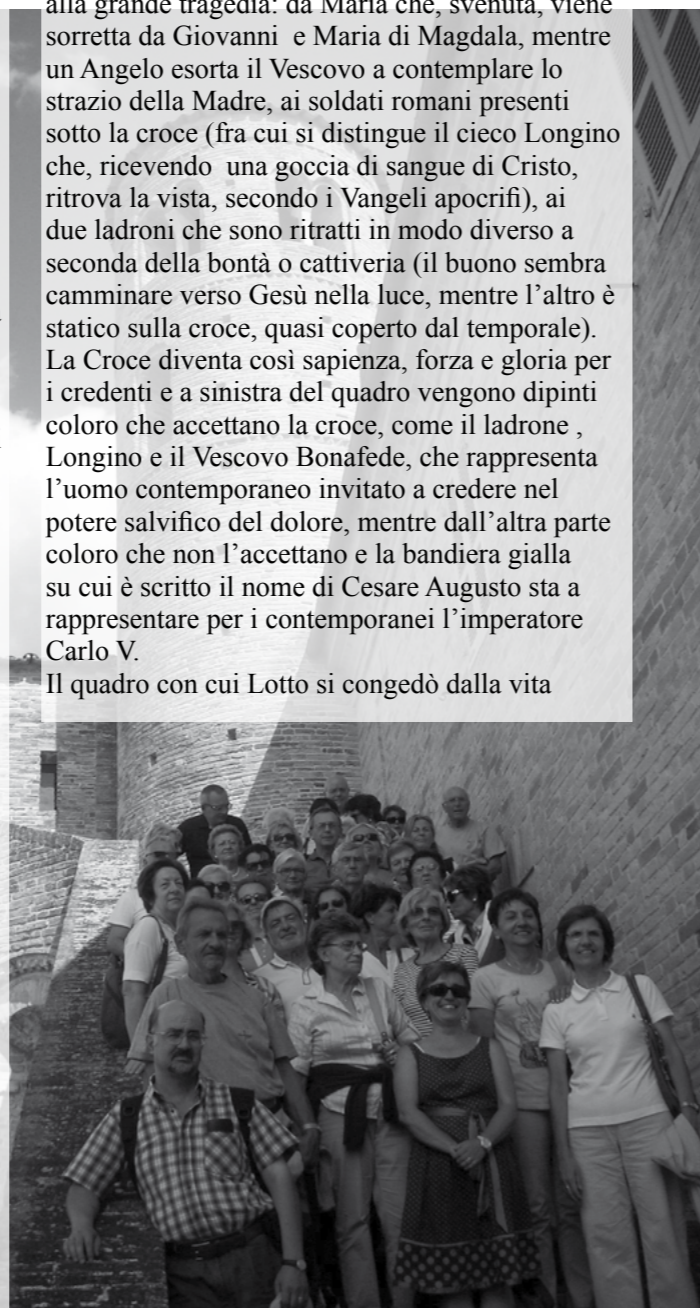 alla grande tragedia: da Maria che, svenuta, viene
sorretta da Giovanni  e Maria di Magdala, mentre
un Angelo esorta il Vescovo a contemplare lo
strazio della Madre, ai soldati romani presenti
sotto la croce (fra cui si distingue il cieco Longino
che, ricevendo  una goccia di sangue di Cristo,
ritrova la vista, secondo i Vangeli apocrifi), ai
due ladroni che sono ritratti in modo diverso a
seconda della bontà o cattiveria (il buono sembra
camminare verso Gesù nella luce, mentre l’altro è
statico sulla croce, quasi coperto dal temporale).
La Croce diventa così sapienza, forza e gloria per
i credenti e a sinistra del quadro vengono dipinti
coloro che accettano la croce, come il ladrone ,
Longino e il Vescovo Bonafede, che rappresenta
l’uomo contemporaneo invitato a credere nel
potere salvifico del dolore, mentre dall’altra parte
coloro che non l’accettano e la bandiera gialla
su cui è scritto il nome di Cesare Augusto sta a
rappresentare per i contemporanei l’imperatore
Carlo V.
Il quadro con cui Lotto si congedò dalla vita